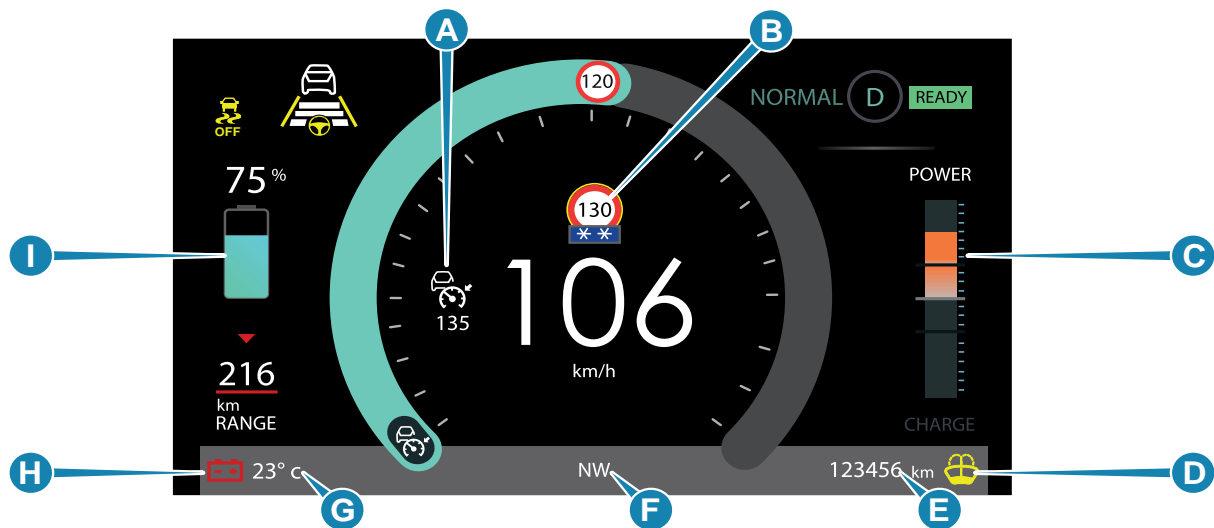 A
B
120
NORMAL D READY
OFF
75 %
POWER
130
I
C
135
106
km/h
216
km
RANGE
CHARGE
H
23° C
NW
123456 km
D
G
F
E